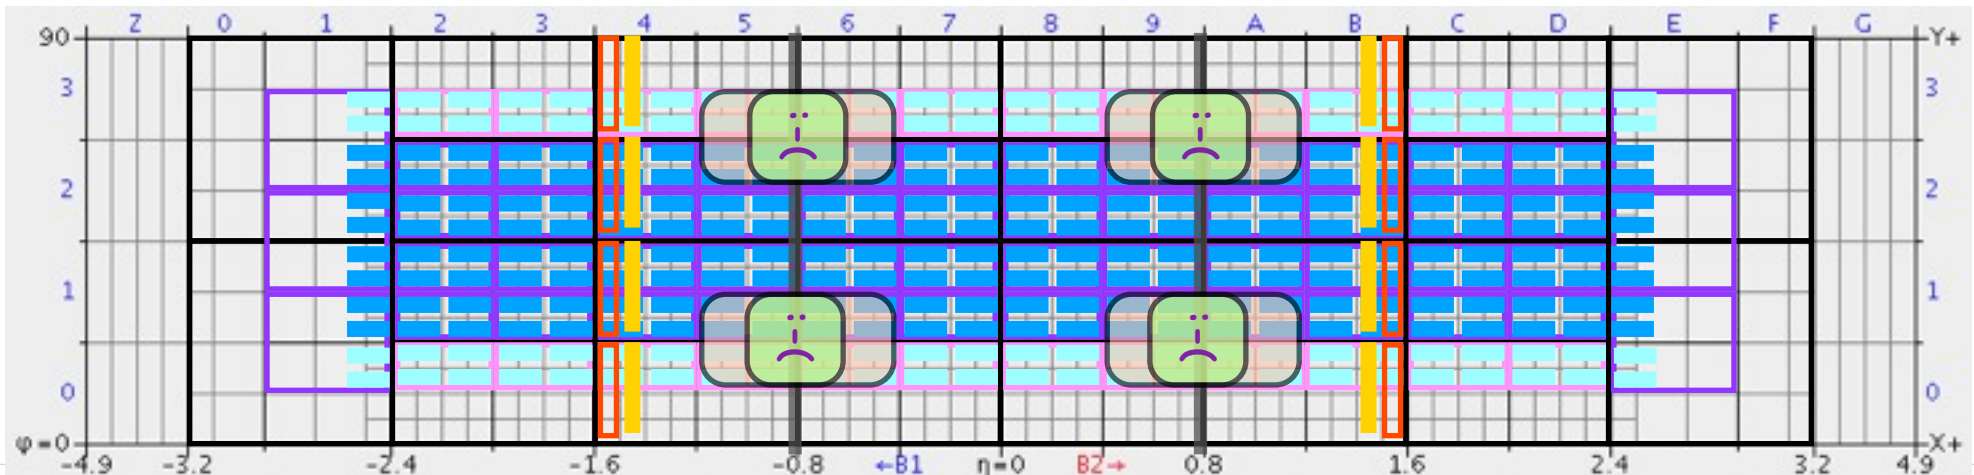 Z 0 1 2 3 4 5 6 7 8 9 A B C D E F G
90 Y+
3 3
2 2
1 1
0 0
φ=0 X+
-4.9 -3.2 -2.4 -1.6 -0.8 ←B1 η=0 B2→ 0.8 1.6 2.4 3.2 4.9